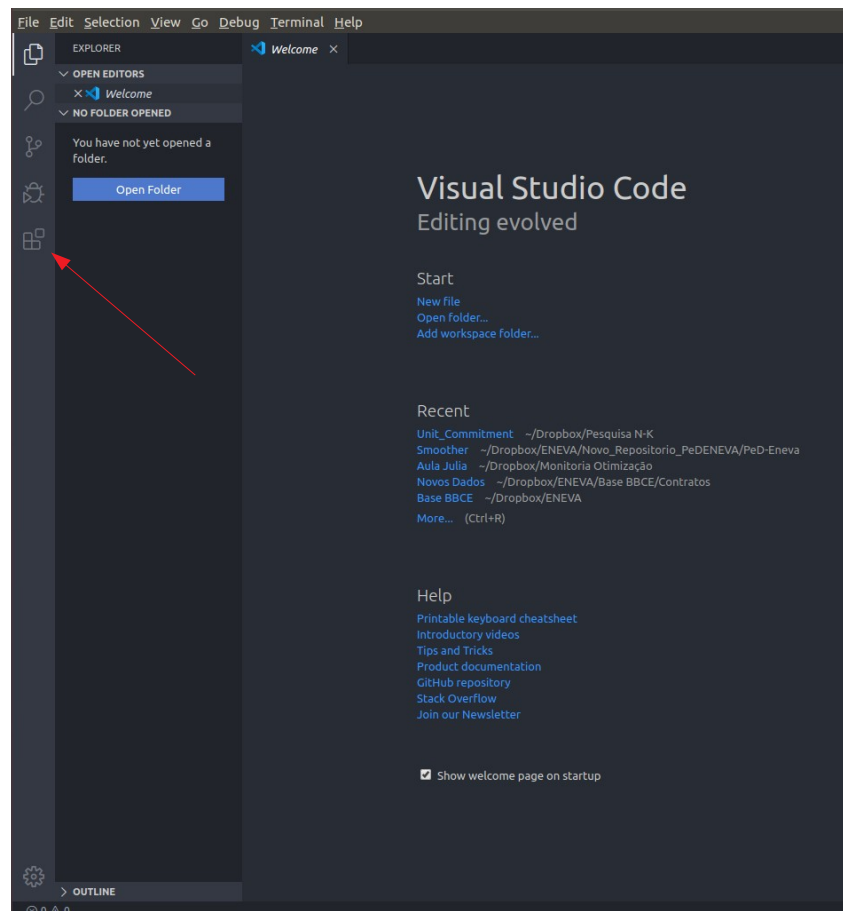 File Edit Selection View Go Debug Terminal Help
EXPLORER
OPEN EDITORS
Welcome
NO FOLDER OPENED
You have not yet opened a
folder.
Open Folder
OUTLINE
Welcome
Visual Studio Code
Editing evolved
Start
New file
Open folder...
Add workspace folder...
Recent
Unit_Commitment ~/Dropbox/Pesquisa N-K
Smoother ~/Dropbox/ENEVA/Novo_Repositorio_PeDENEVA/PeD-Eneva
Aula Julia ~/Dropbox/Monitoria Otimização
Novos Dados ~/Dropbox/ENEVA/Base BBCE/Contratos
Base BBCE ~/Dropbox/ENEVA
More... (Ctrl+R)
Help
Printable keyboard cheatsheet
Introductory videos
Tips and Tricks
Product documentation
GitHub repository
Stack Overflow
Join our Newsletter
Show welcome page on startup